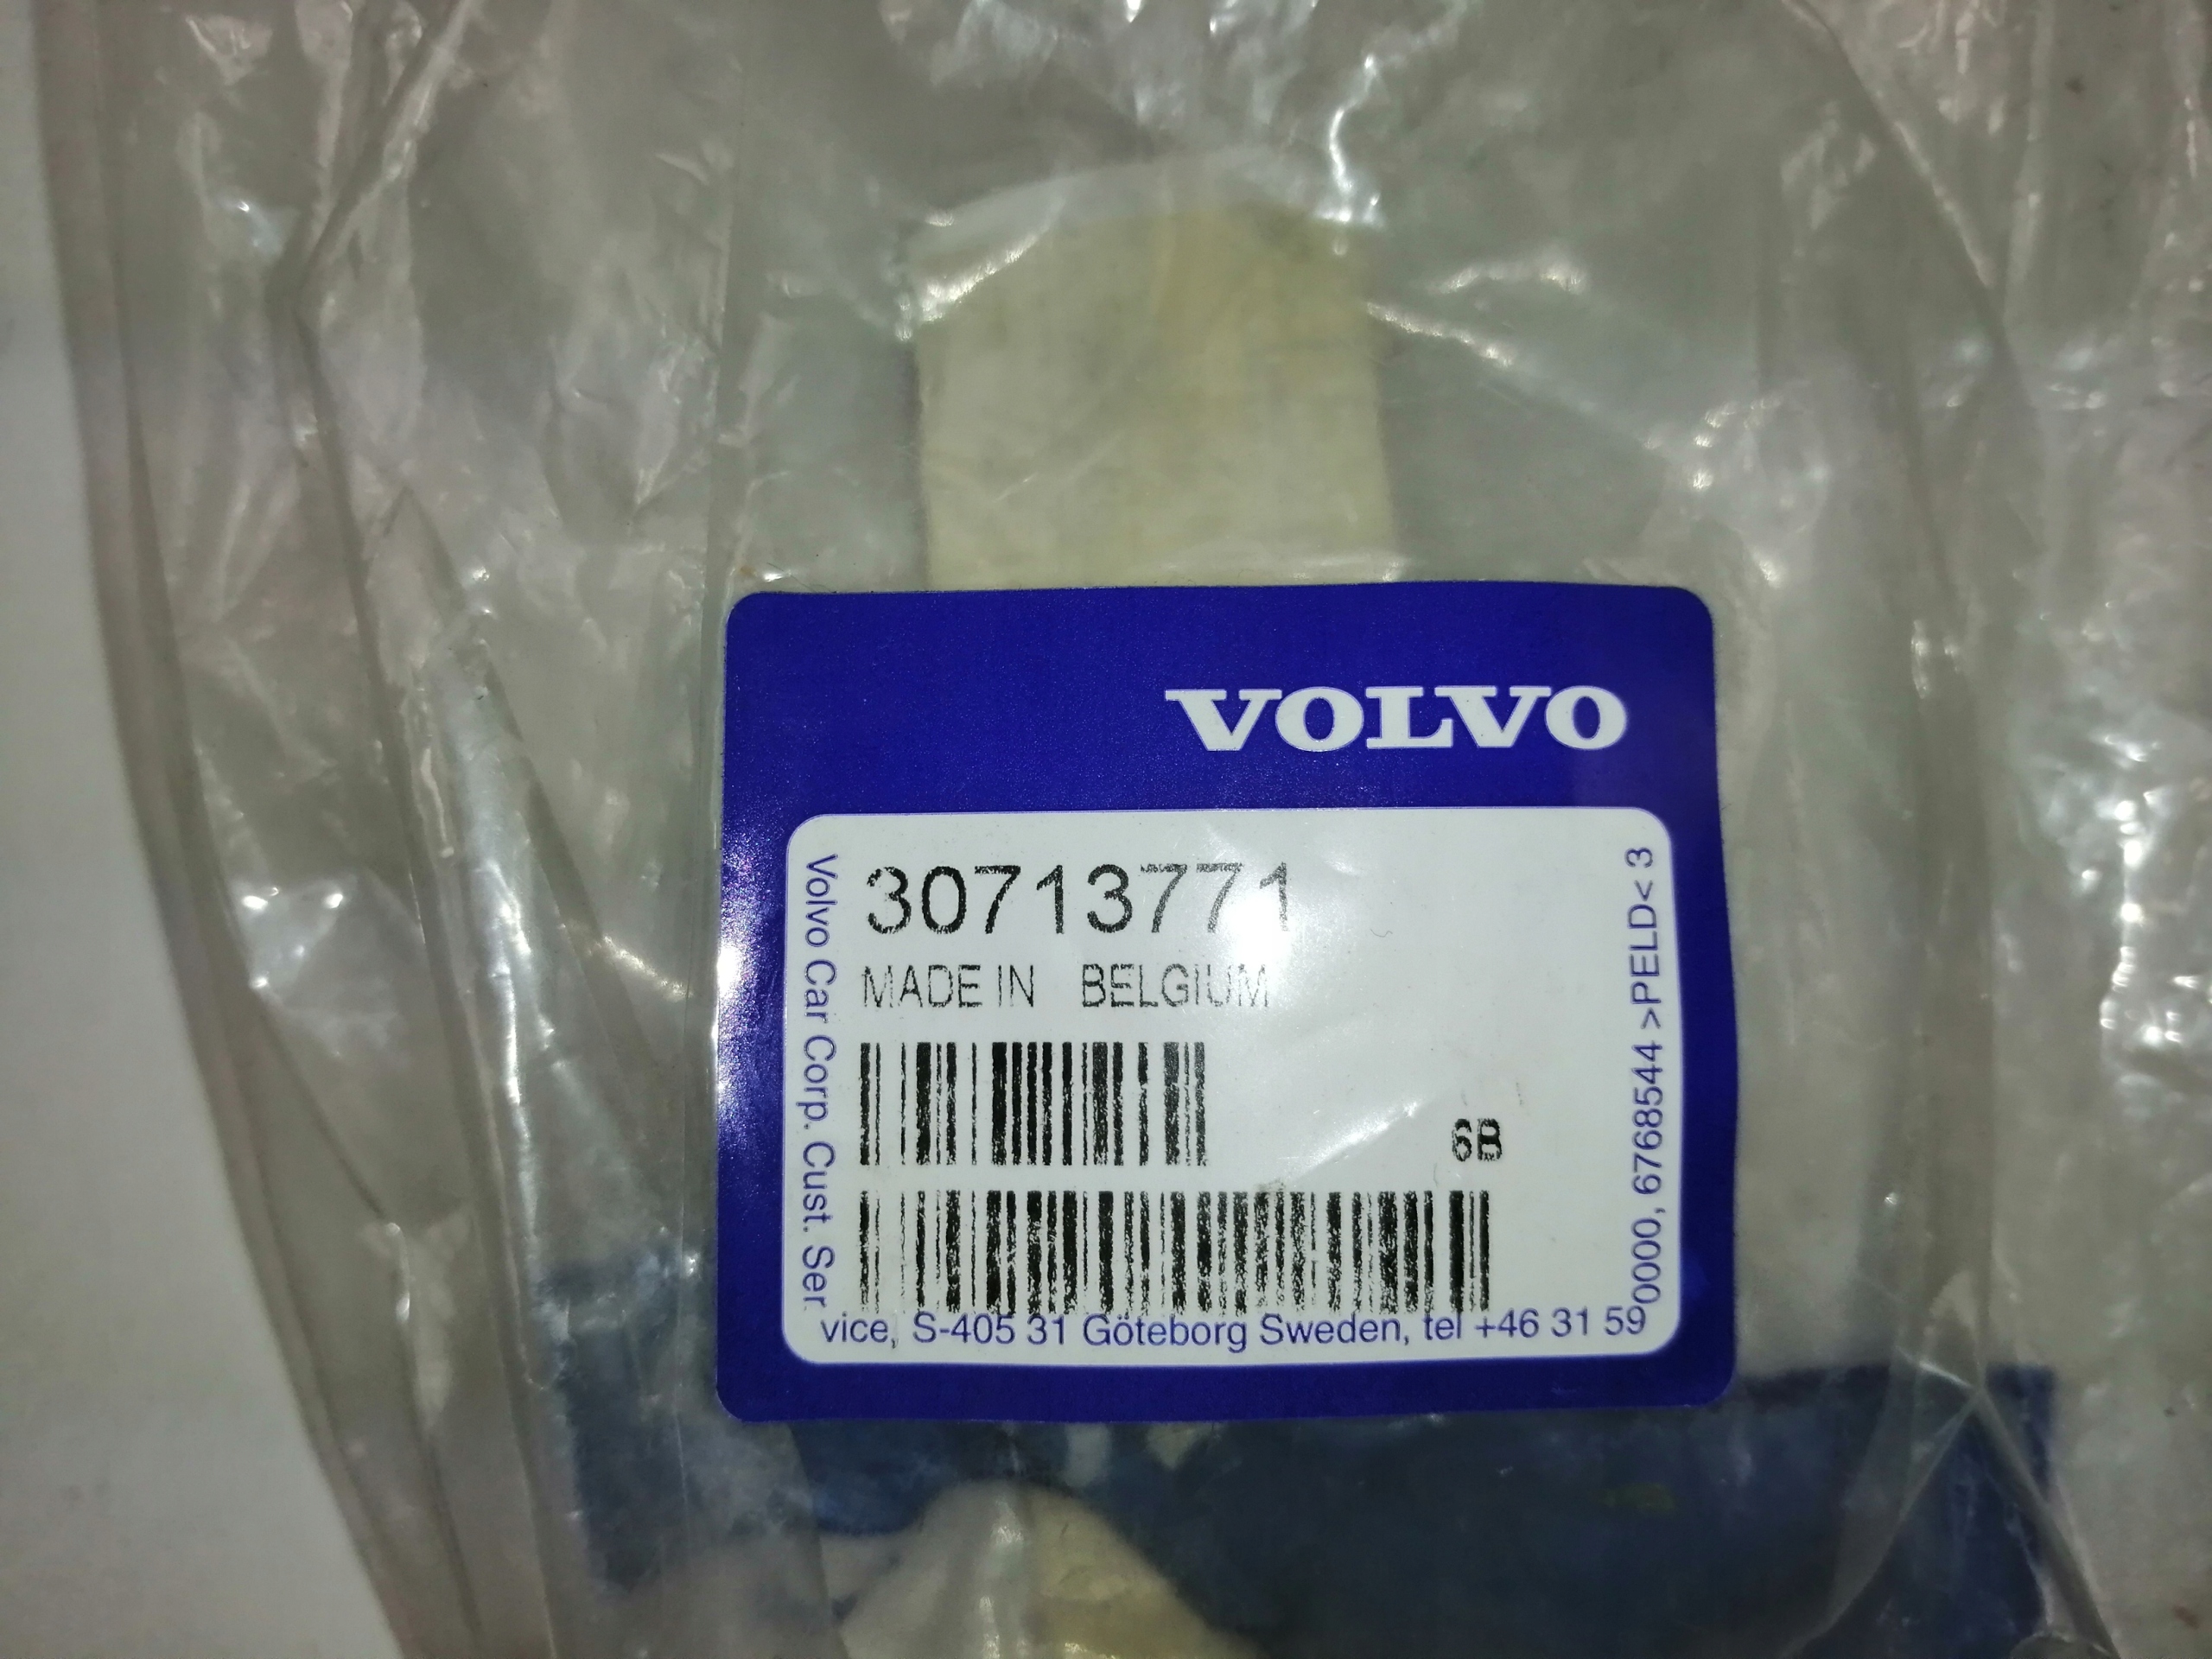 VOLVO
30713771
MADE IN BELGIUM
6B
Volvo Car Corp. Cust. Ser.
vice, S-405 31 Göteborg Sweden, tel +46 31 59
0000, 6768544 >PELD< 3